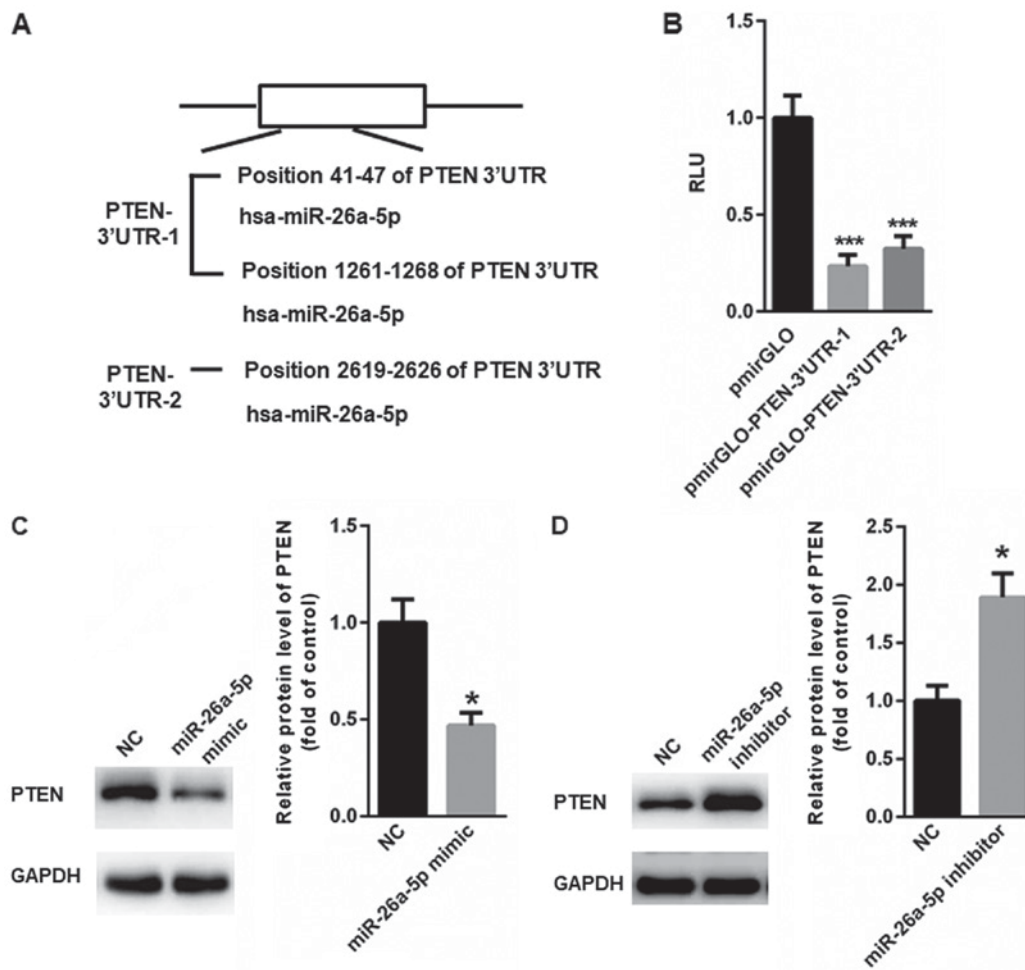 A
PTEN-
3'UTR-1
Position 41-47 of PTEN 3'UTR
hsa-miR-26a-5p
Position 1261-1268 of PTEN 3'UTR
hsa-miR-26a-5p
PTEN-
3'UTR-2
Position 2619-2626 of PTEN 3'UTR
hsa-miR-26a-5p
B
RLU
1.5
1.0
0.5
0.0
***
***
pmirGLO
pmirGLO-PTEN-3'UTR-1
pmirGLO-PTEN-3'UTR-2
C
NC
miR-26a-5p
mimic
PTEN
GAPDH
Relative protein level of PTEN
(fold of control)
1.5
1.0
0.5
0.0
*
NC
miR-26a-5p mimic
D
NC
miR-26a-5p
inhibitor
PTEN
GAPDH
Relative protein level of PTEN
(fold of control)
2.5
2.0
1.5
1.0
0.5
0.0
*
NC
miR-26a-5p inhibitor